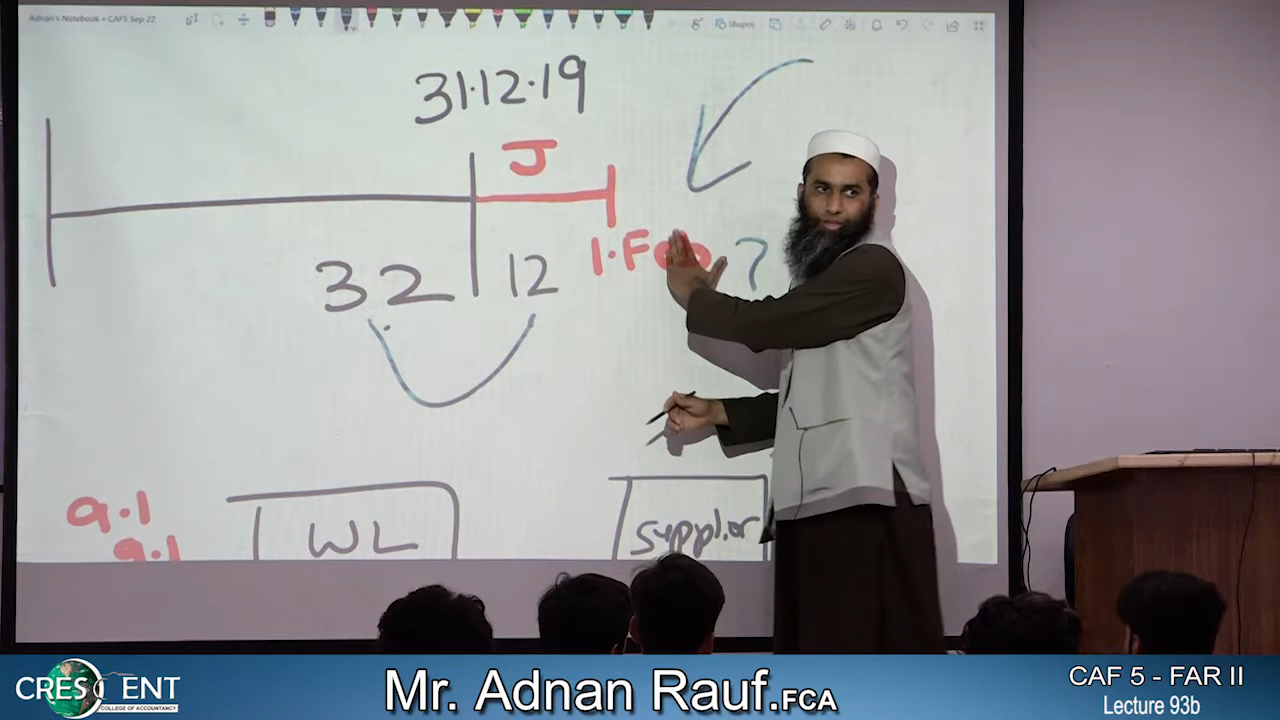 Adnan's Notebook » CAF5 Sep 22
Shapes
31.12.19
J
32 12 1.Feb ?
9.1
9.1
WL
supplier
CRESCENT
COLLEGE OF ACCOUNTANCY
Mr. Adnan Rauf.FCA
CAF 5 - FAR II
Lecture 93b